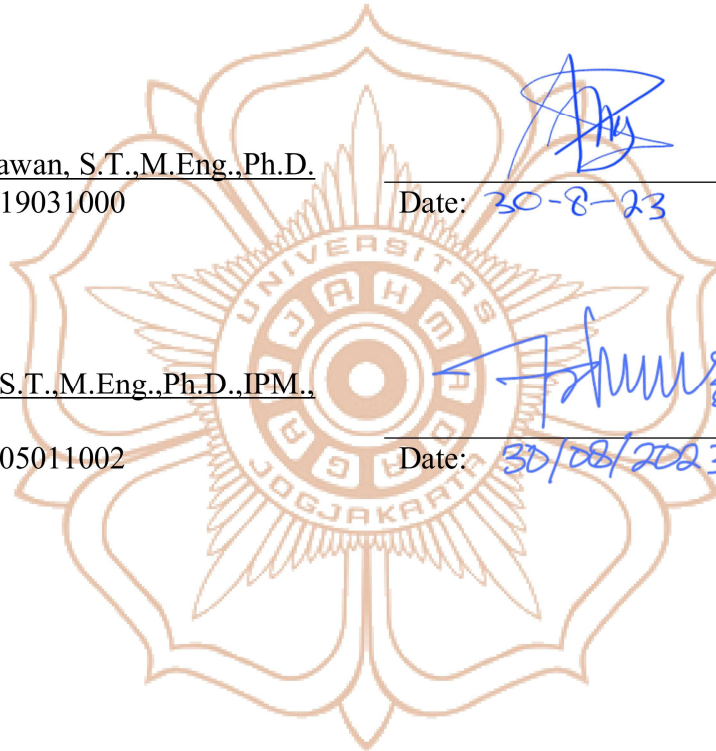 awan, S.T.,M.Eng.,Ph.D.
19031000
Date: 30-8-23
UNIVERSITAS
GADJAH MADA
JOGJAKARTA
S.T.,M.Eng.,Ph.D.,IPM.,
05011002
Date: 30/08/2023